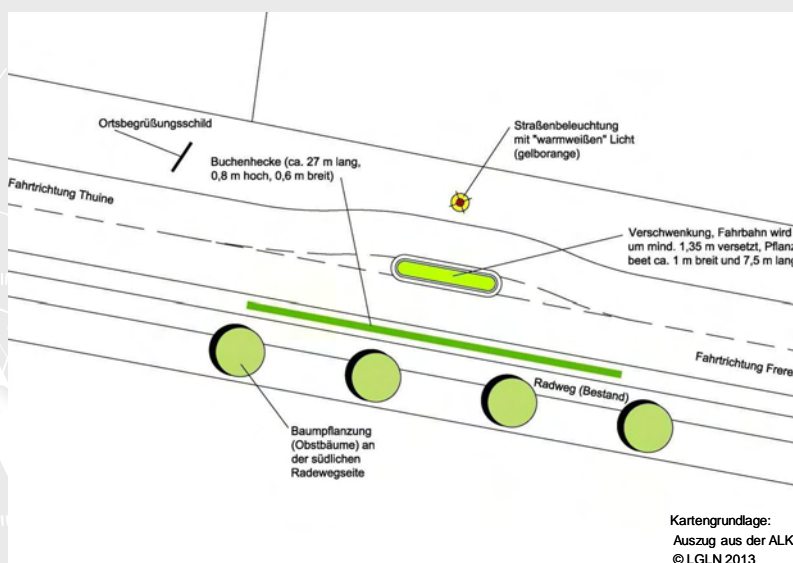 Ortsbegrüßungsschild
Straßenbeleuchtung
mit "warmweißen" Licht
(gelborange)
Buchenhecke (ca. 27 m lang,
0,8 m hoch, 0,6 m breit)
Fahrtrichtung Thuine
Verschwenkung, Fahrbahn wird
um mind. 1,35 m versetzt, Pflanz
beet ca. 1 m breit und 7,5 m lang
Fahrtrichtung Frere
Radweg (Bestand)
Baumpflanzung
(Obstbäume) an
der südlichen
Radewegseite
Kartengrundlage:
Auszug aus der ALK
© LGLN 2013